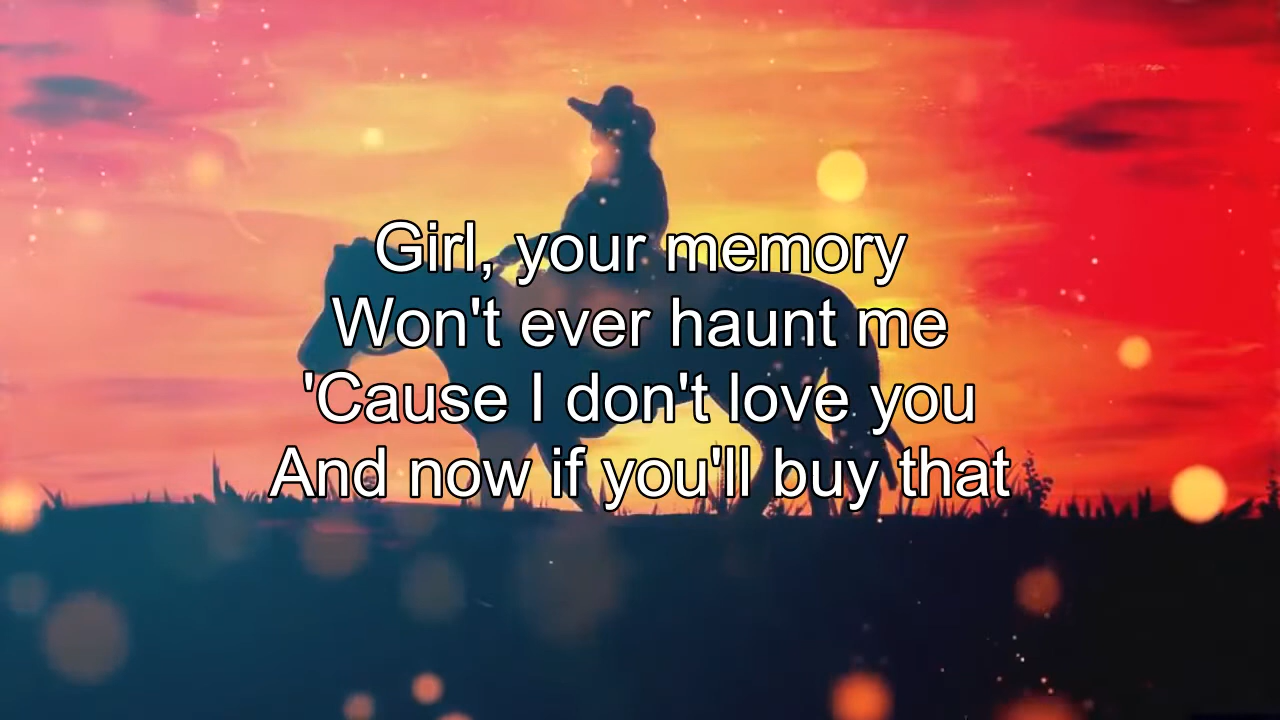 Girl, your memory
Won't ever haunt me
'Cause I don't love you
And now if you'll buy that